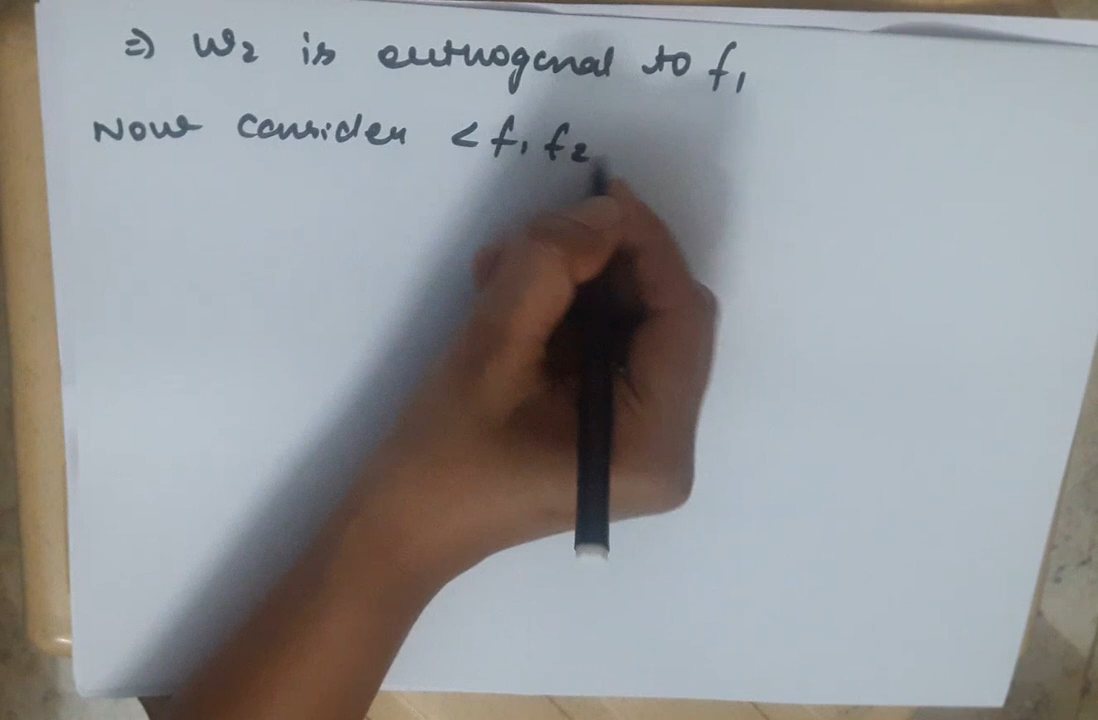 ⇒ w₂ is orthogonal to f₁
Now consider <f₁ f₂